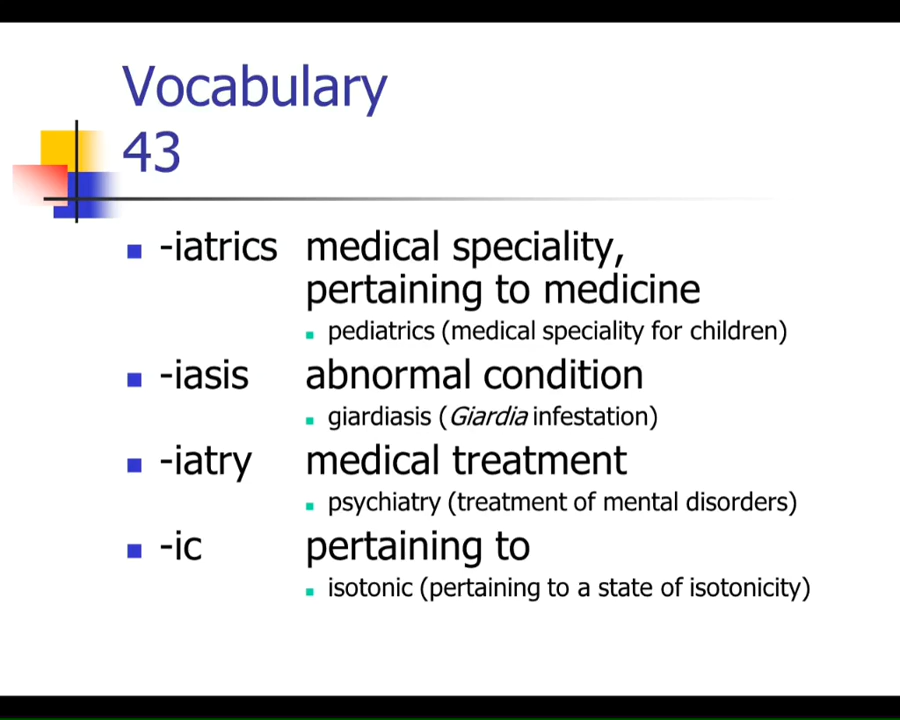 Vocabulary
43
-iatrics medical speciality,
pertaining to medicine
pediatrics (medical speciality for children)
-iasis abnormal condition
giardiasis (Giardia infestation)
-iatry medical treatment
psychiatry (treatment of mental disorders)
-ic pertaining to
isotonic (pertaining to a state of isotonicity)